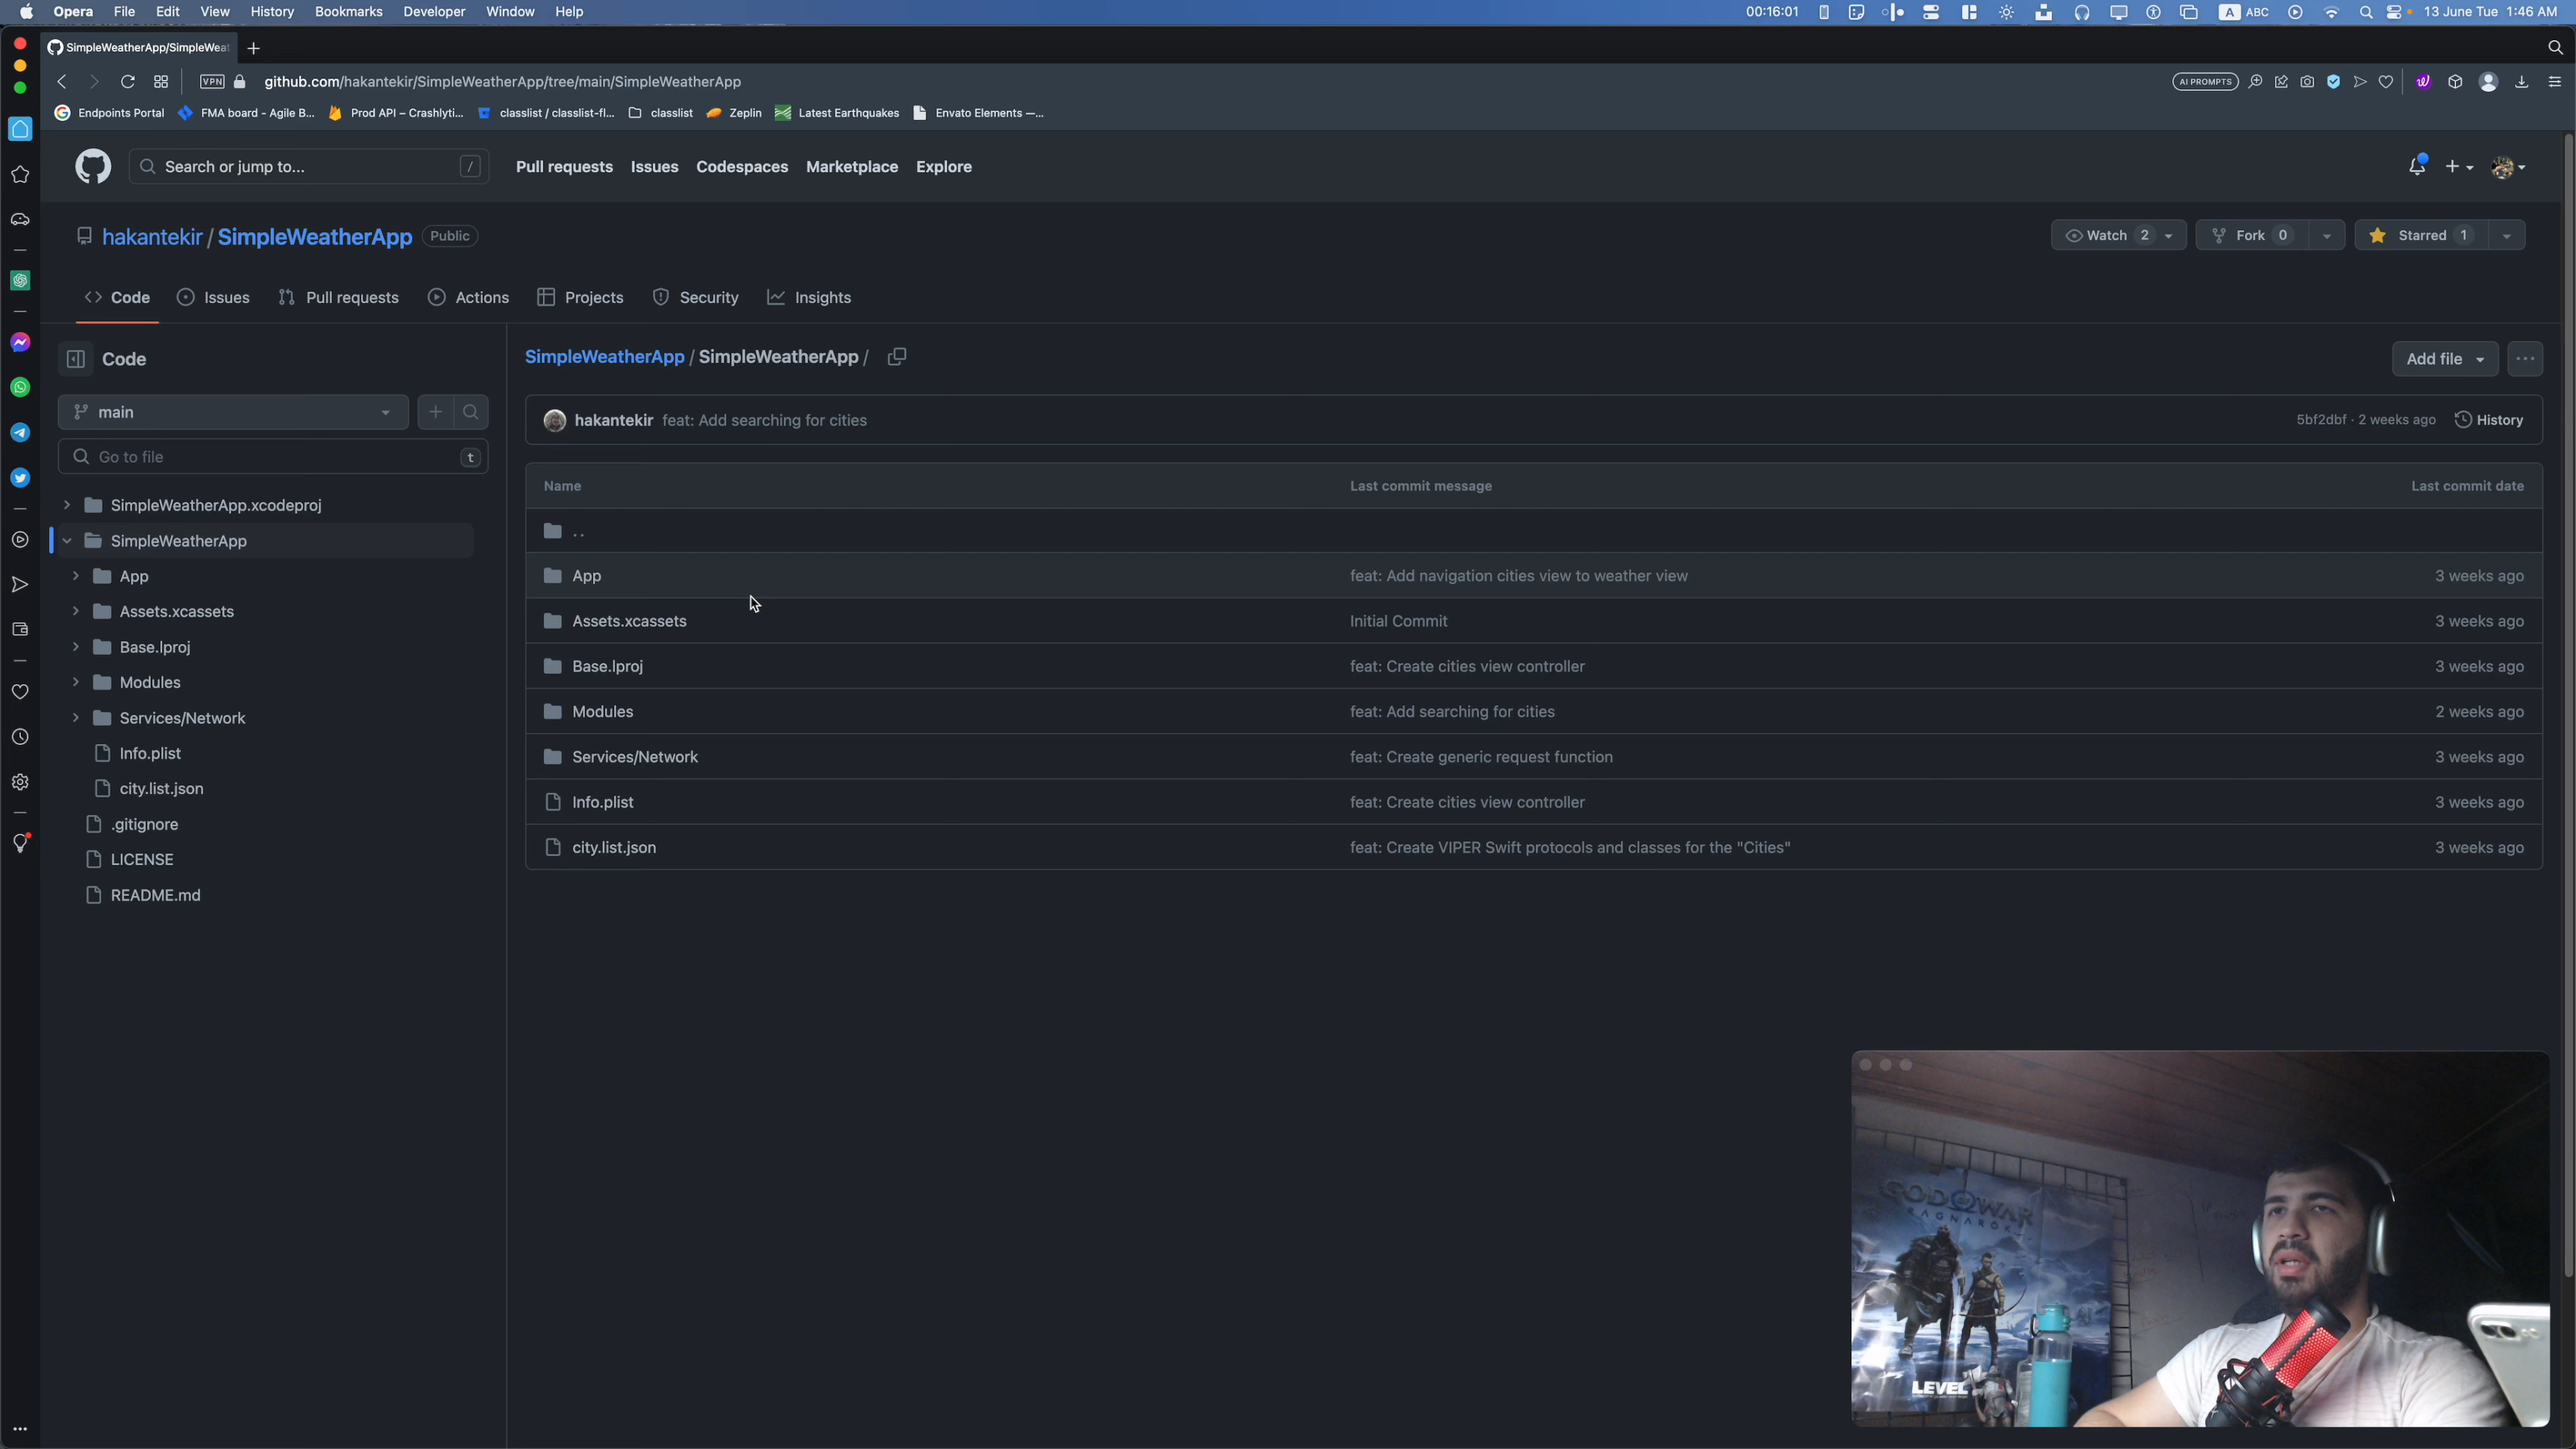 Opera File Edit View History Bookmarks Developer Window Help 00:16:01 A ABC 13 June Tue 1:46 AM
SimpleWeatherApp/SimpleWeat
VPN github.com/hakantekir/SimpleWeatherApp/tree/main/SimpleWeatherApp AI PROMPTS
Endpoints Portal FMA board - Agile B... Prod API – Crashlyti... classlist / classlist-fl... classlist Zeplin Latest Earthquakes Envato Elements —...
Search or jump to... / Pull requests Issues Codespaces Marketplace Explore
hakantekir / SimpleWeatherApp Public Watch 2 Fork 0 Starred 1
Code Issues Pull requests Actions Projects Security Insights
Code
main
Go to file t
SimpleWeatherApp.xcodeproj
SimpleWeatherApp
App
Assets.xcassets
Base.lproj
Modules
Services/Network
Info.plist
city.list.json
.gitignore
LICENSE
README.md
SimpleWeatherApp / SimpleWeatherApp / Add file
hakantekir feat: Add searching for cities 5bf2dbf · 2 weeks ago History
Name Last commit message Last commit date
..
App feat: Add navigation cities view to weather view 3 weeks ago
Assets.xcassets Initial Commit 3 weeks ago
Base.lproj feat: Create cities view controller 3 weeks ago
Modules feat: Add searching for cities 2 weeks ago
Services/Network feat: Create generic request function 3 weeks ago
Info.plist feat: Create cities view controller 3 weeks ago
city.list.json feat: Create VIPER Swift protocols and classes for the "Cities" 3 weeks ago
GOD OF WAR
RAGNARÖK
LEVEL